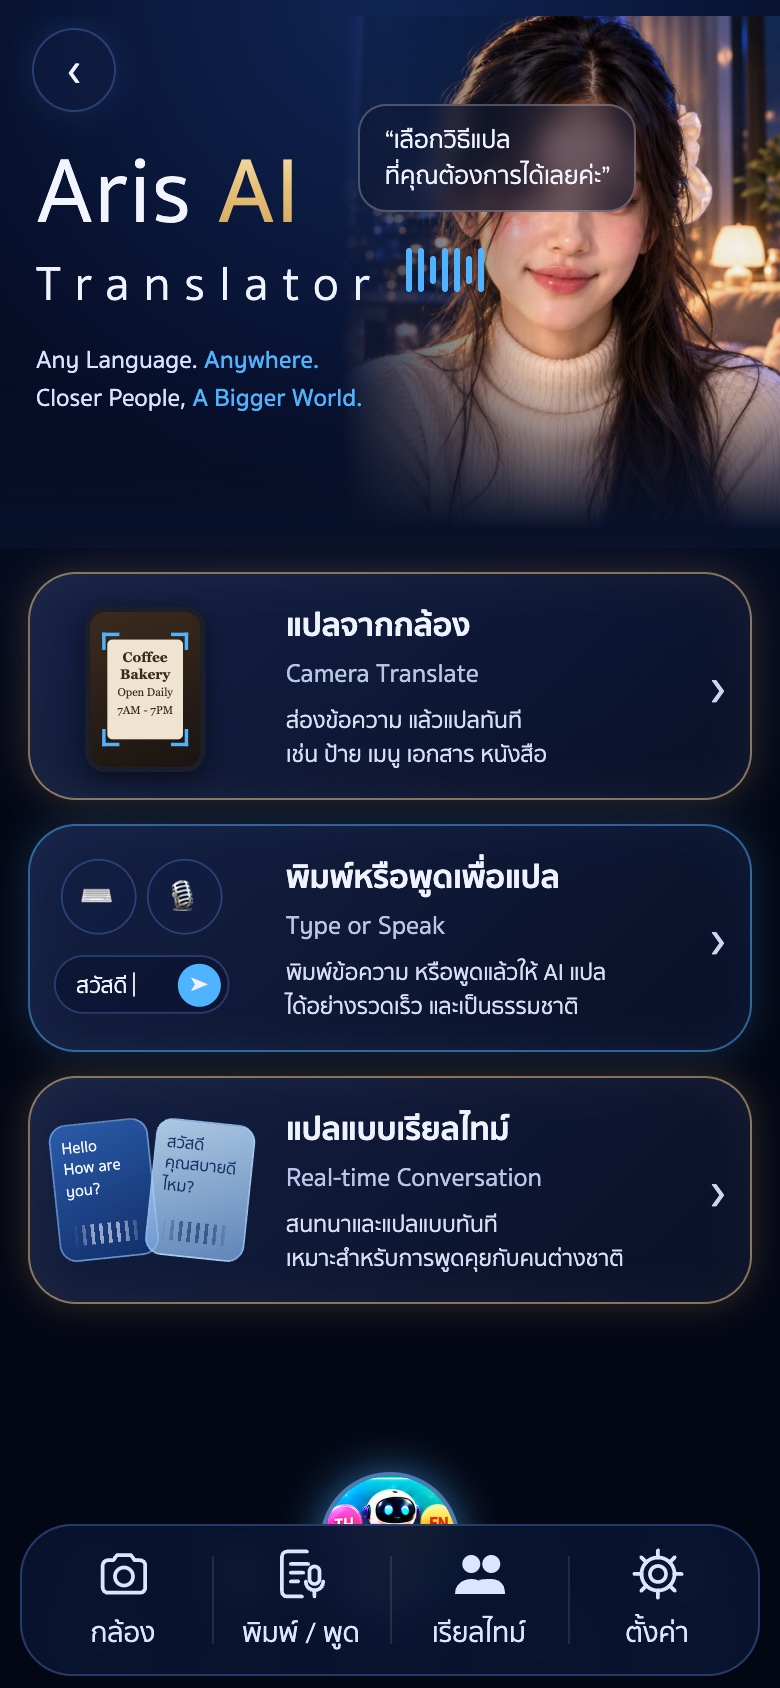 “เลือกวิธีแปล
ที่คุณต้องการได้เลยค่ะ”
Aris AI
Translator
Any Language. Anywhere.
Closer People, A Bigger World.
Coffee
Bakery
Open Daily
7AM - 7PM
แปลจากกล้อง
Camera Translate
ส่องข้อความ แล้วแปลทันที
เช่น ป้าย เมนู เอกสาร หนังสือ
สวัสดี
พิมพ์หรือพูดเพื่อแปล
Type or Speak
พิมพ์ข้อความ หรือพูดแล้วให้ AI แปล
ได้อย่างรวดเร็ว และเป็นธรรมชาติ
Hello
How are
you?
สวัสดี
คุณสบายดี
ไหม?
แปลแบบเรียลไทม์
Real-time Conversation
สนทนาและแปลแบบทันที
เหมาะสำหรับการพูดคุยกับคนต่างชาติ
TH
EN
กล้อง
พิมพ์ / พูด
เรียลไทม์
ตั้งค่า